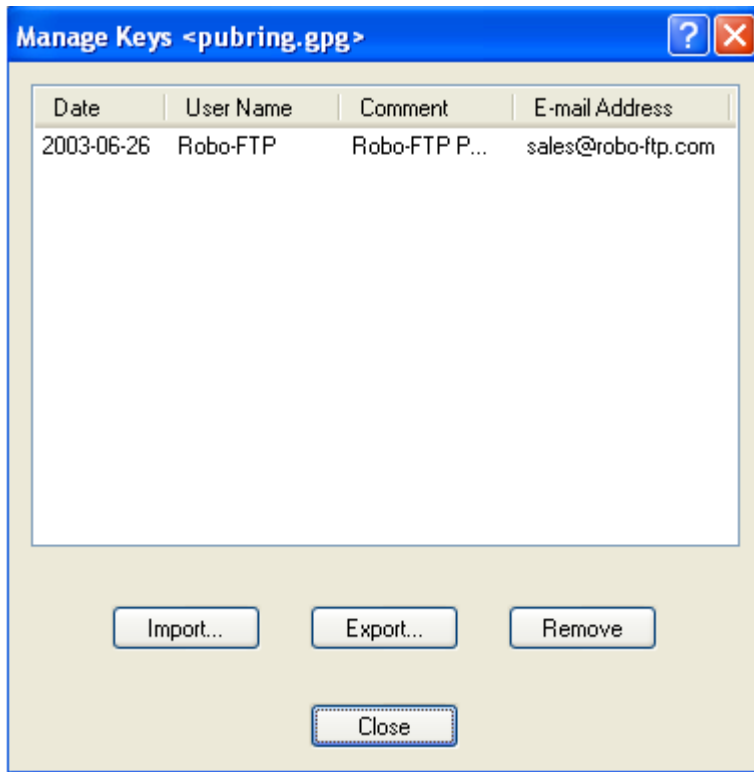 Manage Keys <pubring.gpg>
Date User Name Comment E-mail Address
2003-06-26 Robo-FTP Robo-FTP P... sales@robo-ftp.com
Import... Export... Remove
Close